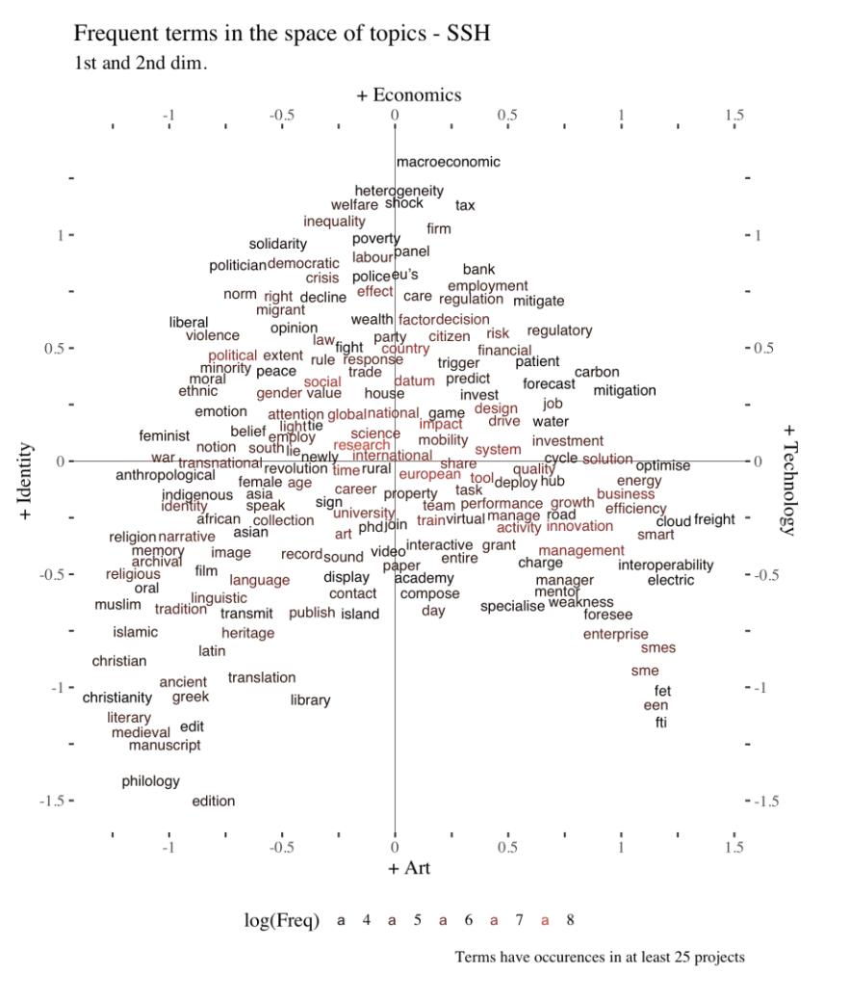 Frequent terms in the space of topics - SSH
1st and 2nd dim.
+ Economics
-1 -0.5 0 0.5 1 1.5
macroeconomic
heterogeneity
welfare shock tax
inequality
firm
poverty
solidarity
panel
labour
politician democratic
bank
crisis police eu's
employment
effect
norm right decline care regulation mitigate
migrant
1 1
liberal wealth factor decision
opinion regulatory
violence law party citizen risk
fight country financial
0.5 0.5
political extent rule response trigger patient
minority peace trade carbon
moral social datum predict forecast
ethnic gender value house invest mitigation
job
emotion attention global national game design
light tie impact drive water
feminist belief employ science mobility
notion south lie research system investment
war newly international cycle solution
0 0
transnational revolution time rural share quality optimise
anthropological european
female age tool deploy hub energy
indigenous asia career property task business
identity speak sign team performance growth efficiency
african collection university train virtual manage road cloud freight
asian phd join activity innovation
religion narrative art smart
memory image record sound video interactive grant management
archival entire
religious film paper charge interoperability
-0.5 -0.5
language display academy manager electric
oral contact compose mentor
muslim linguistic specialise weakness
tradition transmit publish island day foresee
islamic heritage enterprise
latin smes
christian
sme
ancient translation
-1 -1
christianity greek library fet
een
literary edit fti
medieval
manuscript
philology
edition
-1.5 -1.5
+ Identity
+ Technology
-1 -0.5 0 0.5 1 1.5
+ Art
log(Freq) a 4 a 5 a 6 a 7 a 8
Terms have occurences in at least 25 projects